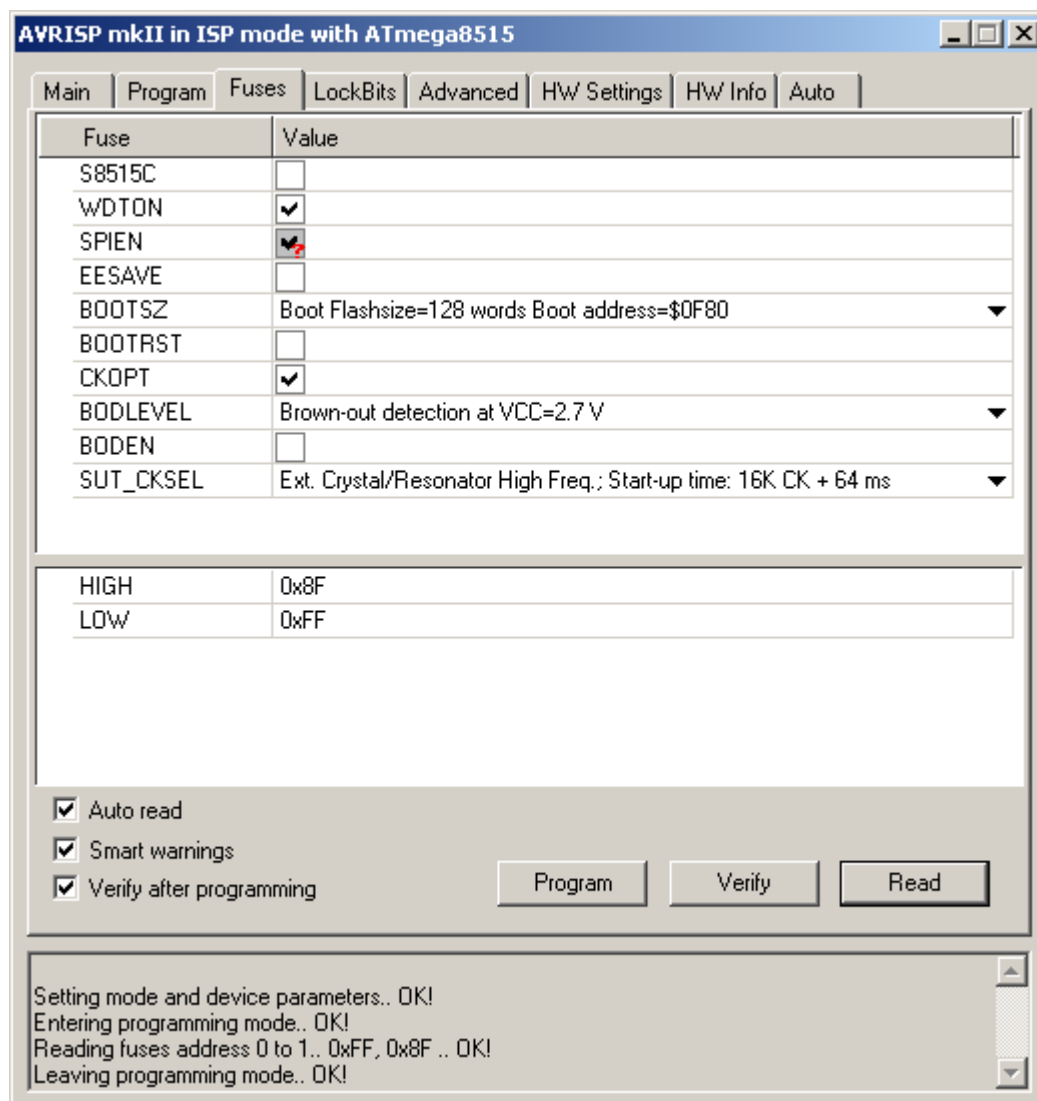 AVRISP mkII in ISP mode with ATmega8515
Main Program Fuses LockBits Advanced HW Settings HW Info Auto
Fuse Value
S8515C
WDTON
SPIEN ?
EESAVE
BOOTSZ Boot Flashsize=128 words Boot address=$0F80
BOOTRST
CKOPT
BODLEVEL Brown-out detection at VCC=2.7 V
BODEN
SUT_CKSEL Ext. Crystal/Resonator High Freq.; Start-up time: 16K CK + 64 ms
HIGH 0x8F
LOW 0xFF
Auto read
Smart warnings
Verify after programming
Program Verify Read
Setting mode and device parameters.. OK!
Entering programming mode.. OK!
Reading fuses address 0 to 1.. 0xFF, 0x8F .. OK!
Leaving programming mode.. OK!